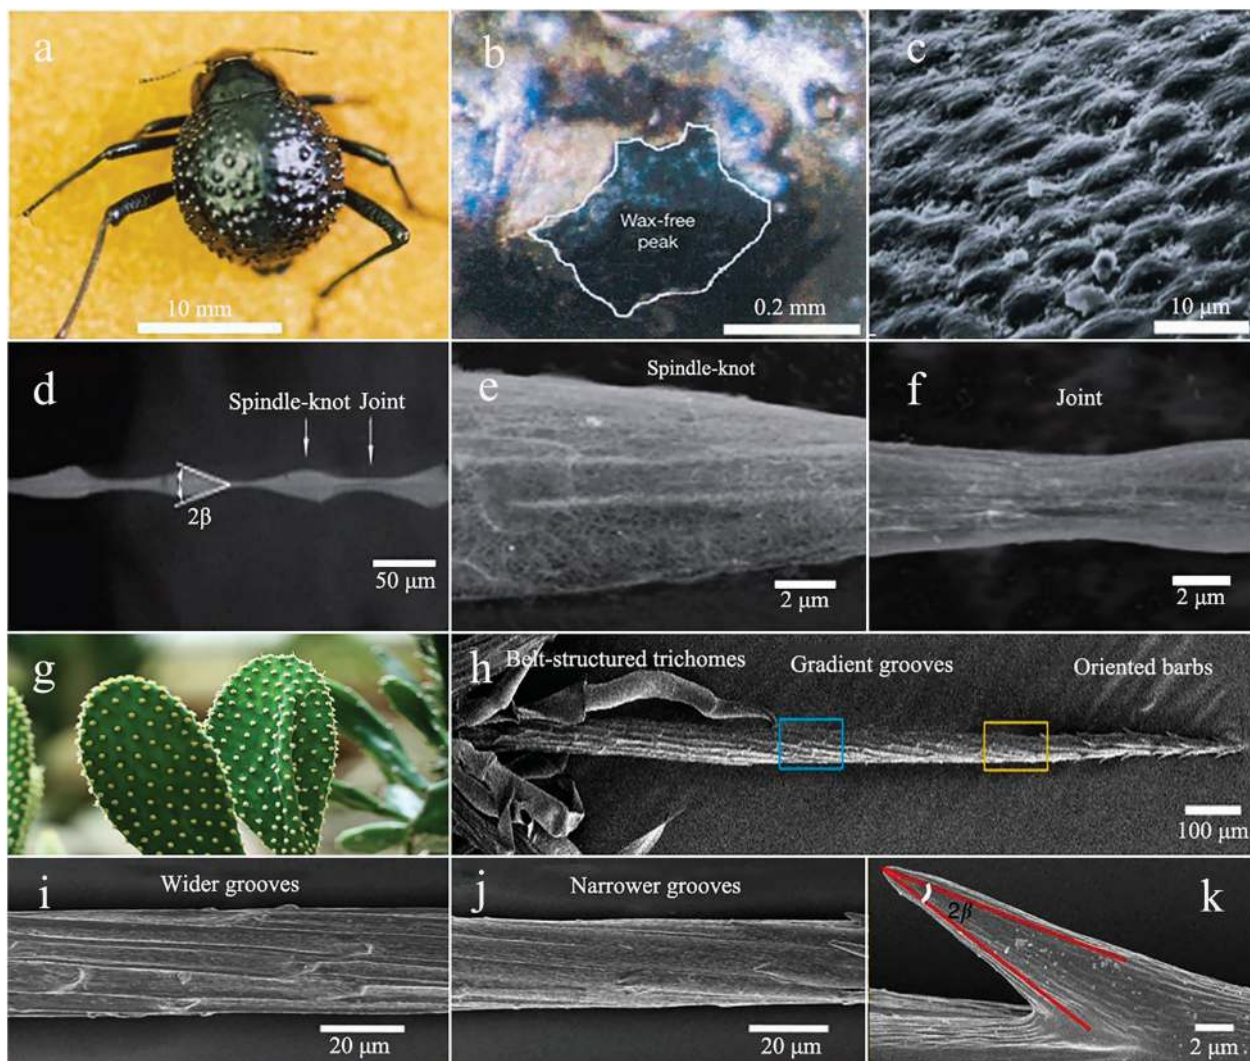 a
10 mm
b
Wax-free
peak
0.2 mm
c
10 μm
d
Spindle-knot Joint
2β
50 μm
e
Spindle-knot
2 μm
f
Joint
2 μm
g
h
Belt-structured trichomes
Gradient grooves
Oriented barbs
100 μm
i
Wider grooves
20 μm
j
Narrower grooves
20 μm
k
2β
2 μm